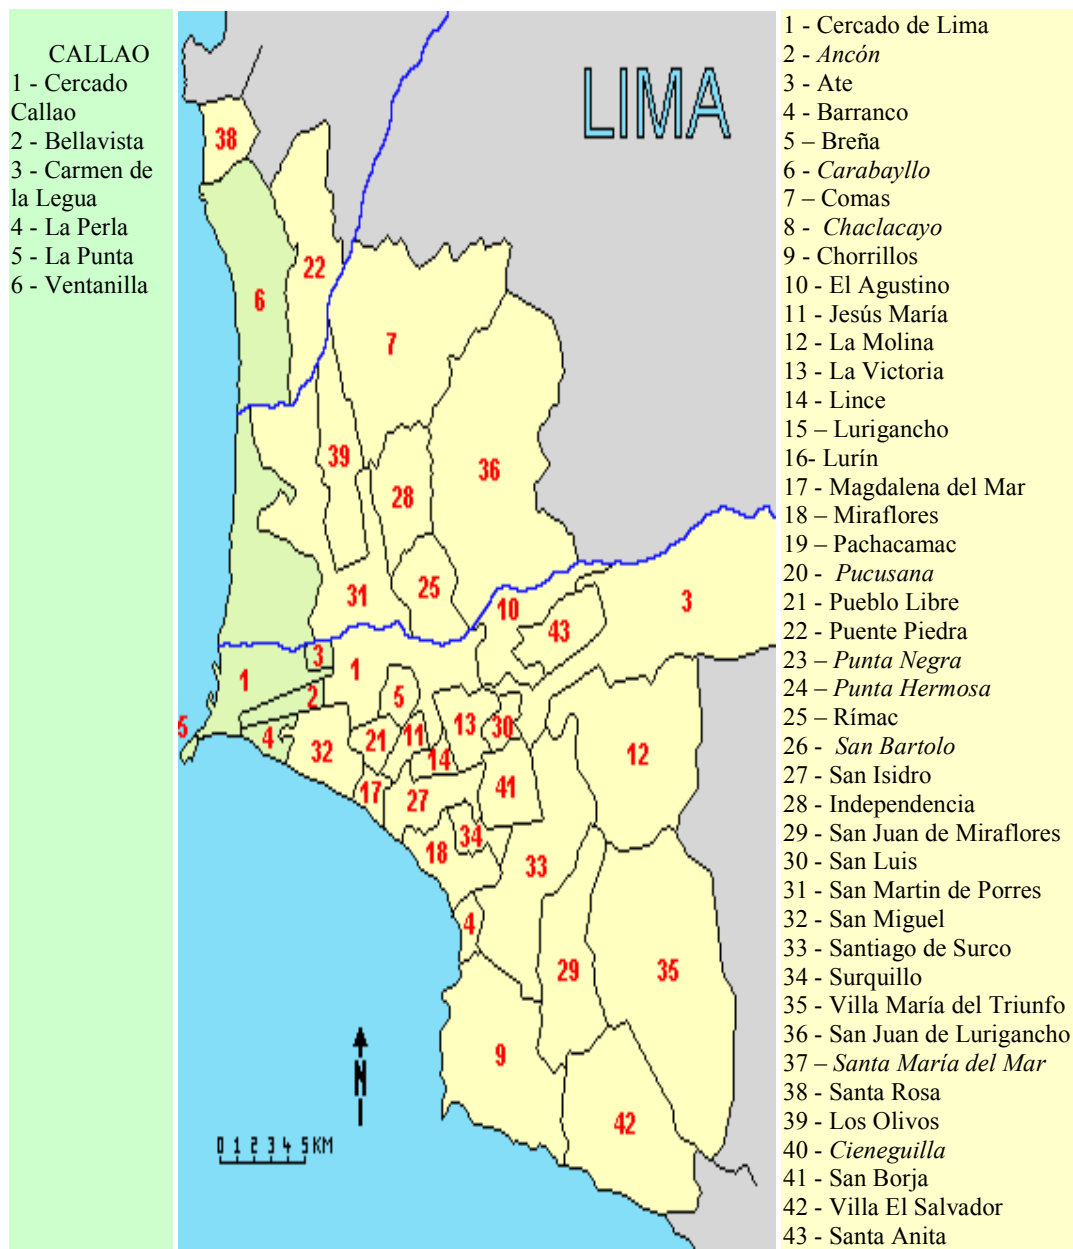 CALLAO
1 - Cercado
Callao
2 - Bellavista
3 - Carmen de
la Legua
4 - La Perla
5 - La Punta
6 - Ventanilla
LIMA
38
22
6
7
39
36
28
31
25
10
3
43
3
1
1
2
5
5
4
32
21
11
13
30
14
12
17
27
41
18
34
33
4
29
35
9
42
N
0 1 2 3 4 5 KM
1 - Cercado de Lima
2 - Ancón
3 - Ate
4 - Barranco
5 – Breña
6 - Carabayllo
7 – Comas
8 - Chaclacayo
9 - Chorrillos
10 - El Agustino
11 - Jesús María
12 - La Molina
13 - La Victoria
14 - Lince
15 – Lurigancho
16- Lurín
17 - Magdalena del Mar
18 – Miraflores
19 – Pachacamac
20 - Pucusana
21 - Pueblo Libre
22 - Puente Piedra
23 – Punta Negra
24 – Punta Hermosa
25 – Rímac
26 - San Bartolo
27 - San Isidro
28 - Independencia
29 - San Juan de Miraflores
30 - San Luis
31 - San Martin de Porres
32 - San Miguel
33 - Santiago de Surco
34 - Surquillo
35 - Villa María del Triunfo
36 - San Juan de Lurigancho
37 – Santa María del Mar
38 - Santa Rosa
39 - Los Olivos
40 - Cieneguilla
41 - San Borja
42 - Villa El Salvador
43 - Santa Anita